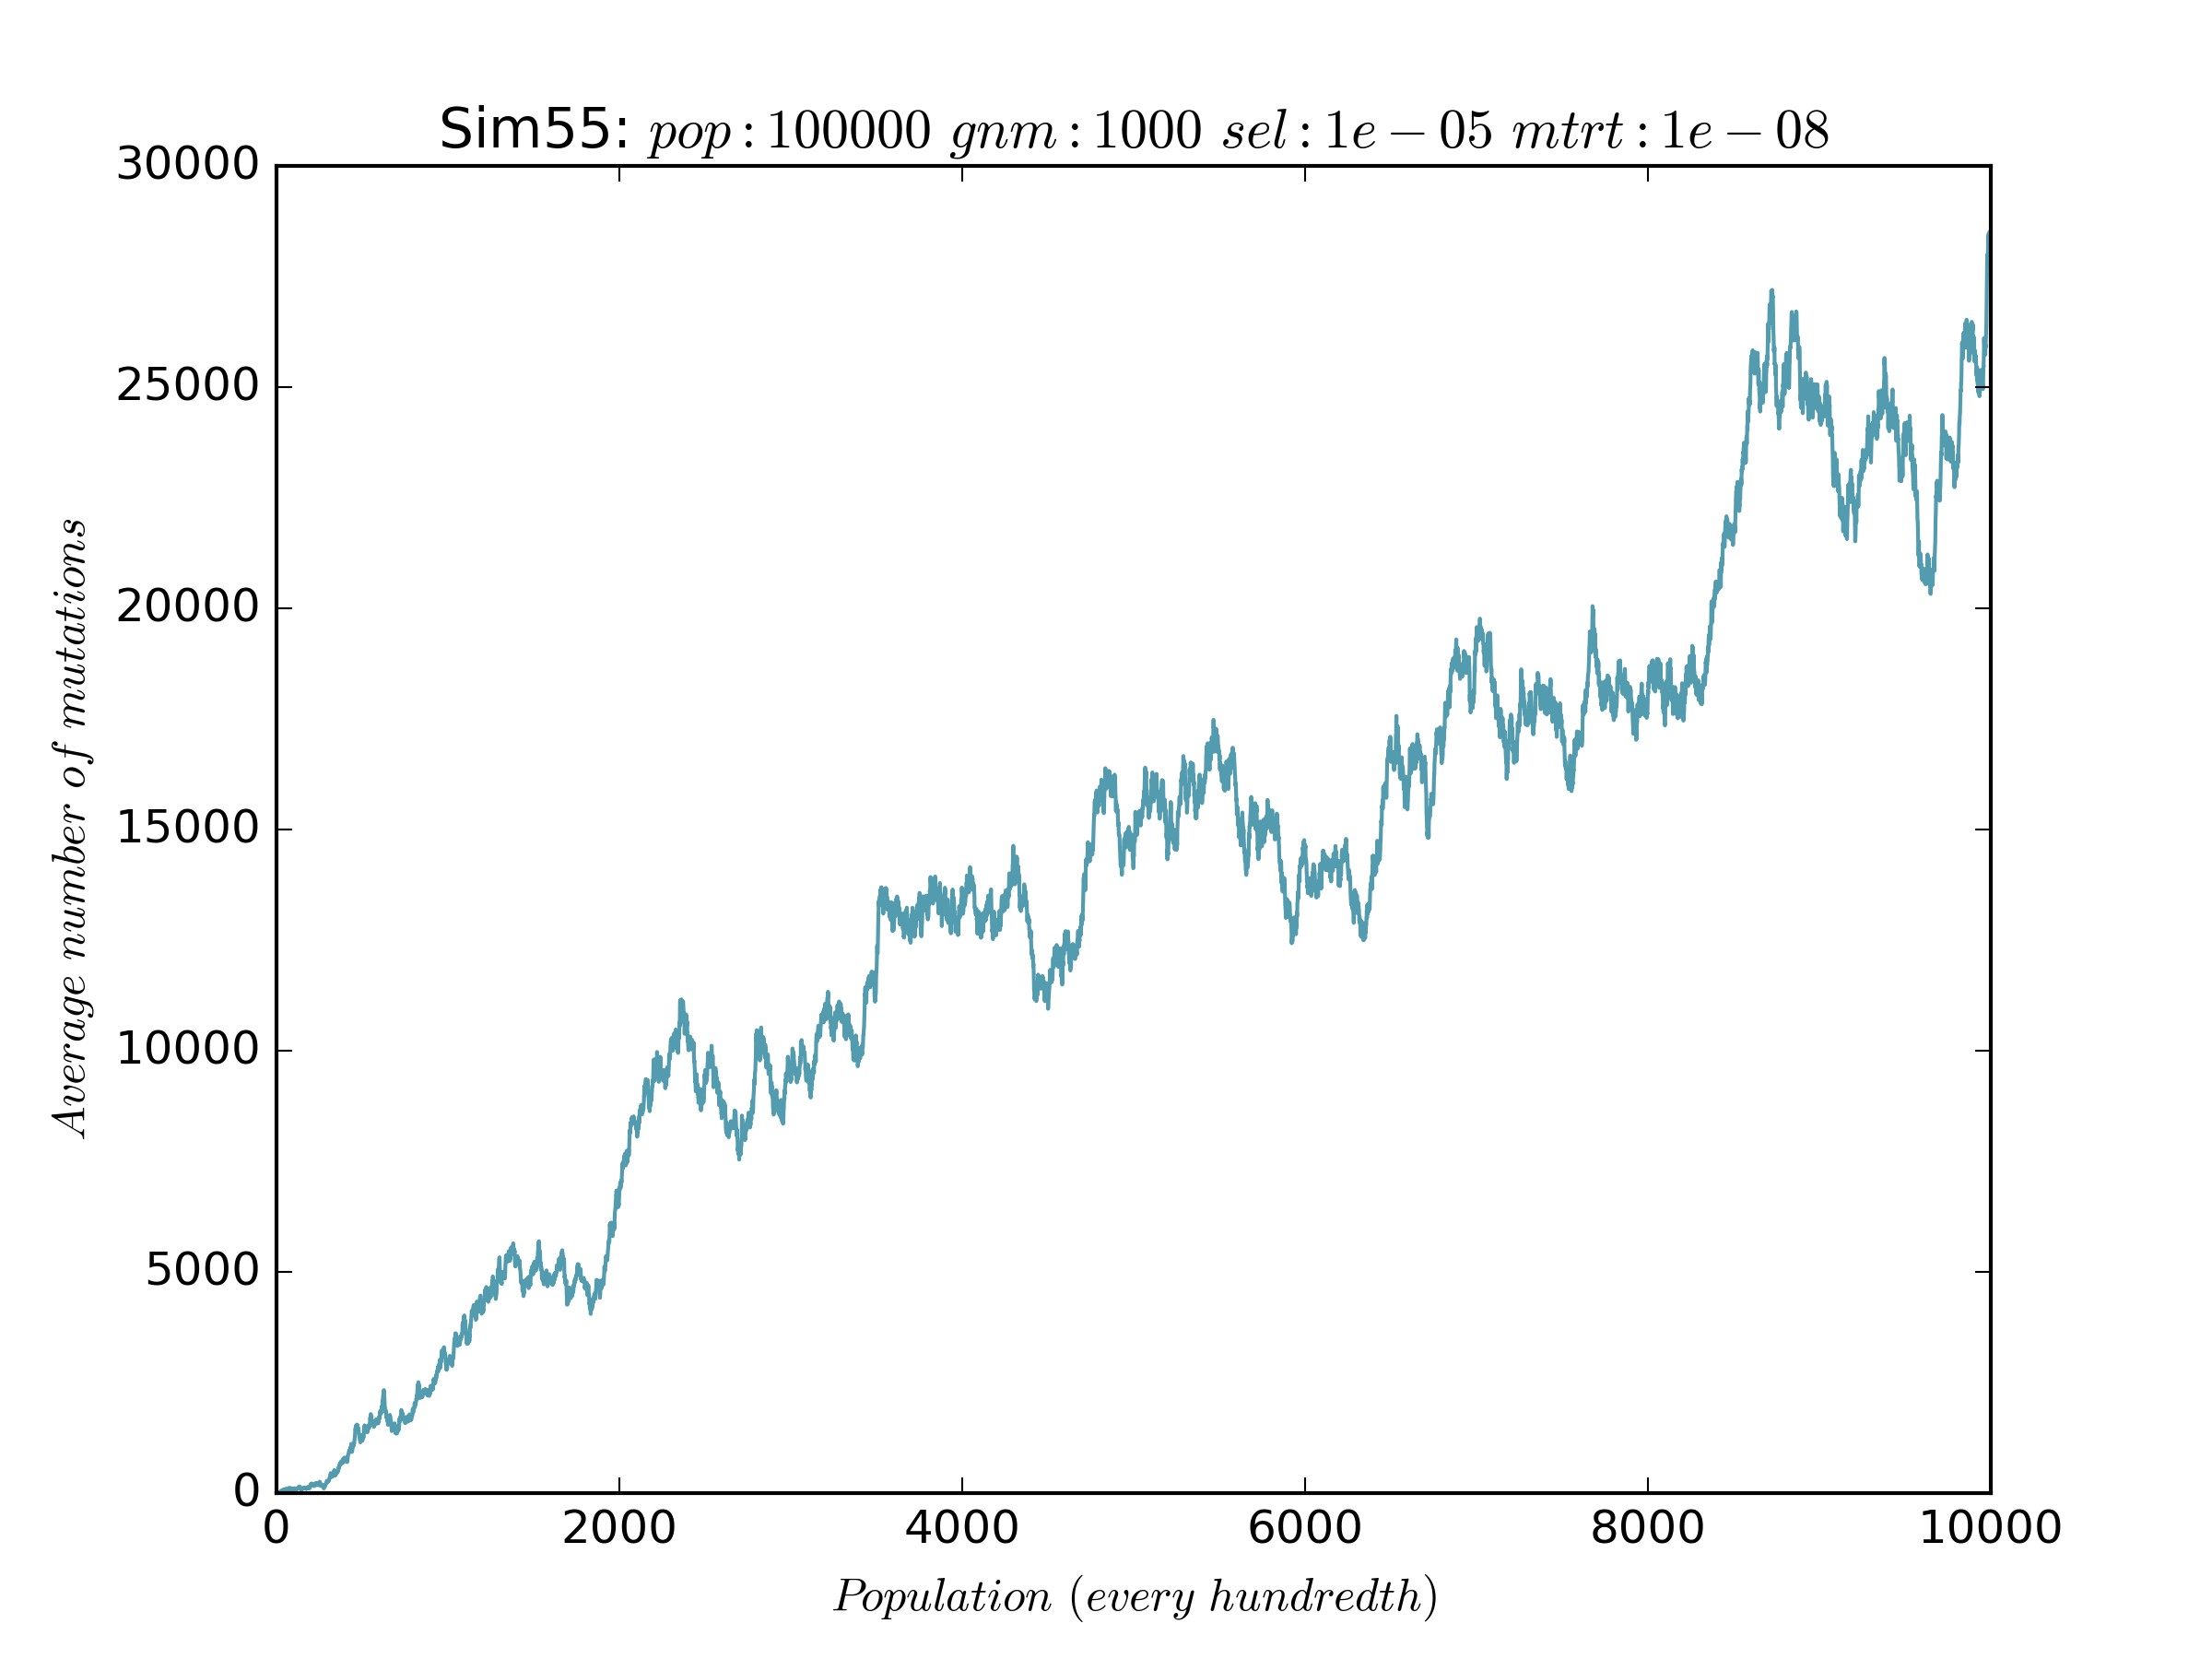 Sim55: pop : 100000 gnm : 1000 sel : 1e − 05 mtrt : 1e − 08
30000
25000
20000
15000
10000
5000
0
Average number of mutations
0 2000 4000 6000 8000 10000
Population (every hundredth)